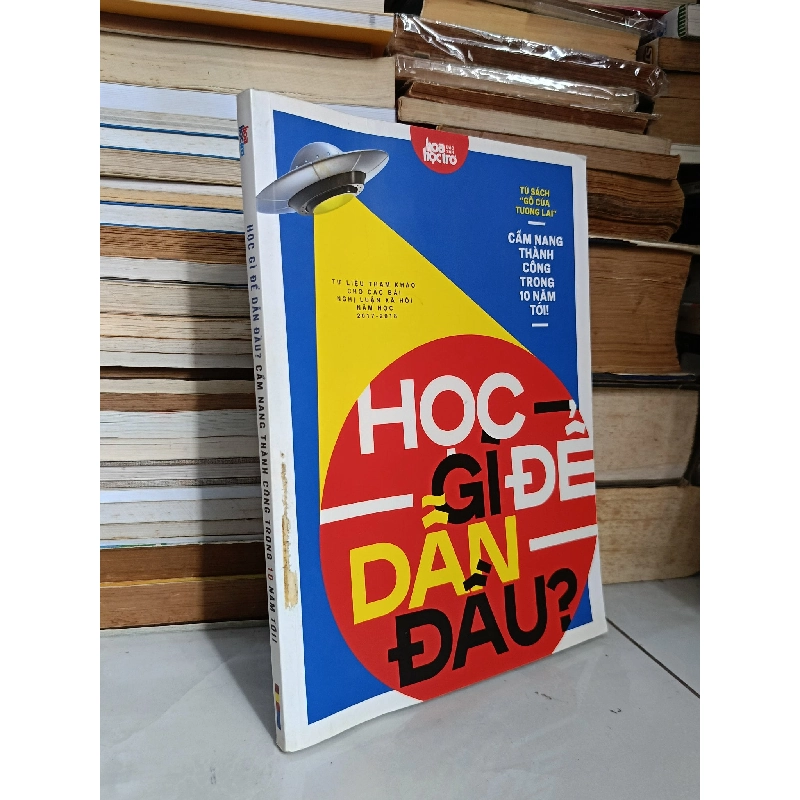 hoa
học trò
TỦ SÁCH
"GÕ CỬA
TƯƠNG LAI"
CẨM NANG
THÀNH
CÔNG
TRONG
10 NĂM
TỚI!
TƯ LIỆU THAM KHẢO
CHO CÁC BÀI
NGHỊ LUẬN XÃ HỘI
NĂM HỌC
2017-2018
HỌC
GÌ ĐỂ
DẪN
ĐẦU?
HỌC GÌ ĐỂ DẪN ĐẦU? CẨM NANG THÀNH CÔNG TRONG 10 NĂM TỚI!